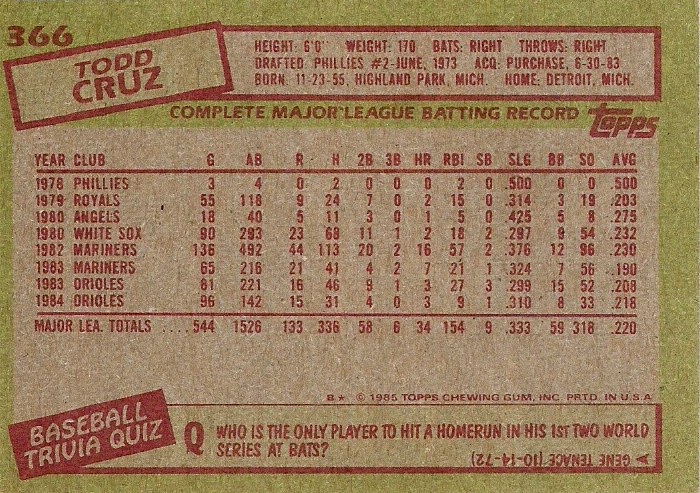 366
TODD CRUZ
HEIGHT: 6'0" WEIGHT: 170 BATS: RIGHT THROWS: RIGHT
DRAFTED PHILLIES #2-JUNE, 1973 ACQ: PURCHASE, 6-30-83
BORN: 11-23-55, HIGHLAND PARK, MICH. HOME: DETROIT, MICH.
COMPLETE MAJOR LEAGUE BATTING RECORD
topps
YEAR CLUB G AB R H 2B 3B HR RBI SB SLG BB SO AVG
1978 PHILLIES 3 4 0 2 0 0 0 2 0 .500 0 0 .500
1979 ROYALS 55 118 9 24 7 0 2 15 0 .314 3 19 .203
1980 ANGELS 18 40 5 11 3 0 1 5 0 .425 5 8 .275
1980 WHITE SOX 90 293 23 68 11 1 2 18 2 .297 9 54 .232
1982 MARINERS 136 492 44 113 20 2 16 57 2 .376 12 96 .230
1983 MARINERS 65 216 21 41 4 2 7 21 1 .324 7 56 .190
1983 ORIOLES 81 221 16 46 9 1 3 27 3 .299 15 52 .208
1984 ORIOLES 96 142 15 31 4 0 3 9 1 .310 8 33 .218
MAJOR LEA. TOTALS ....544 1526 133 336 58 6 34 154 9 .333 59 318 .220
B★ © 1985 TOPPS CHEWING GUM, INC. PRTD. IN U.S.A.
BASEBALL
TRIVIA QUIZ
Q WHO IS THE ONLY PLAYER TO HIT A HOMERUN IN HIS 1ST TWO WORLD
SERIES AT BATS?
A GENE TENACE (10-14-72)